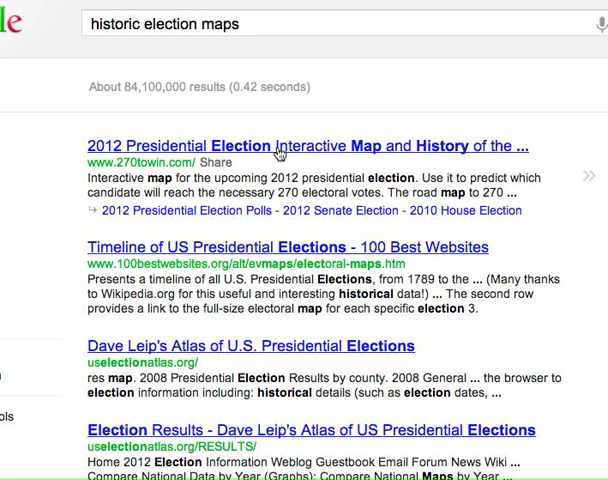 le
historic election maps
About 84,100,000 results (0.42 seconds)
2012 Presidential Election Interactive Map and History of the ...
www.270towin.com/ Share
Interactive map for the upcoming 2012 presidential election. Use it to predict which
candidate will reach the necessary 270 electoral votes. The road map to 270 ...
2012 Presidential Election Polls - 2012 Senate Election - 2010 House Election
Timeline of US Presidential Elections - 100 Best Websites
www.100bestwebsites.org/alt/evmaps/electoral-maps.htm
Presents a timeline of all U.S. Presidential Elections, from 1789 to the ... (Many thanks
to Wikipedia.org for this useful and interesting historical data!) ... The second row
provides a link to the full-size electoral map for each specific election 3.
Dave Leip's Atlas of U.S. Presidential Elections
uselectionatlas.org/
res map. 2008 Presidential Election Results by county. 2008 General ... the browser to
election information including: historical details (such as election dates, ...
ols
Election Results - Dave Leip's Atlas of US Presidential Elections
uselectionatlas.org/RESULTS/
Home 2012 Election Information Weblog Guestbook Email Forum News Wiki ...
Compare National Data by Year (Graphs): Compare National Maps by Year ...